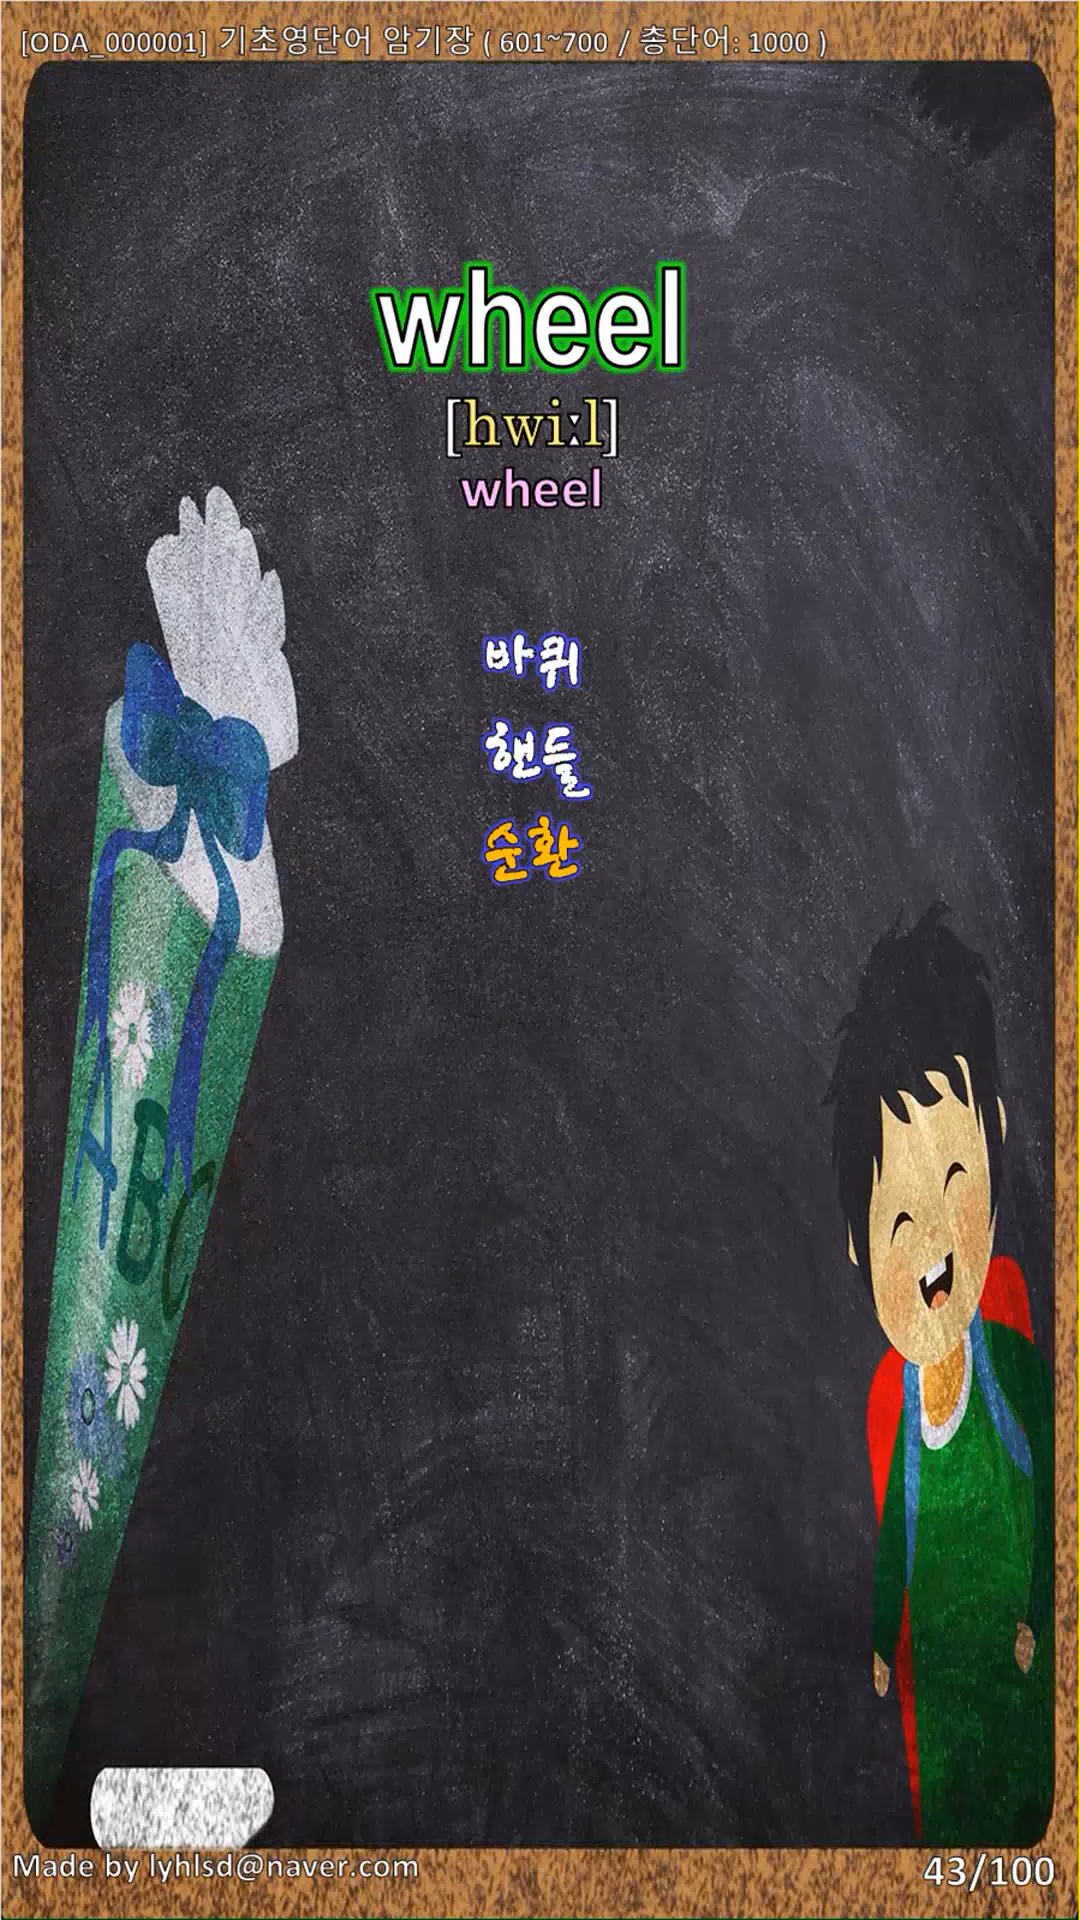 [ODA_000001] 기초영단어 암기장 ( 601~700 / 총단어: 1000 )
wheel
[hwiːl]
wheel
바퀴
핸들
순환
ABC
Made by lyhlsd@naver.com
43/100